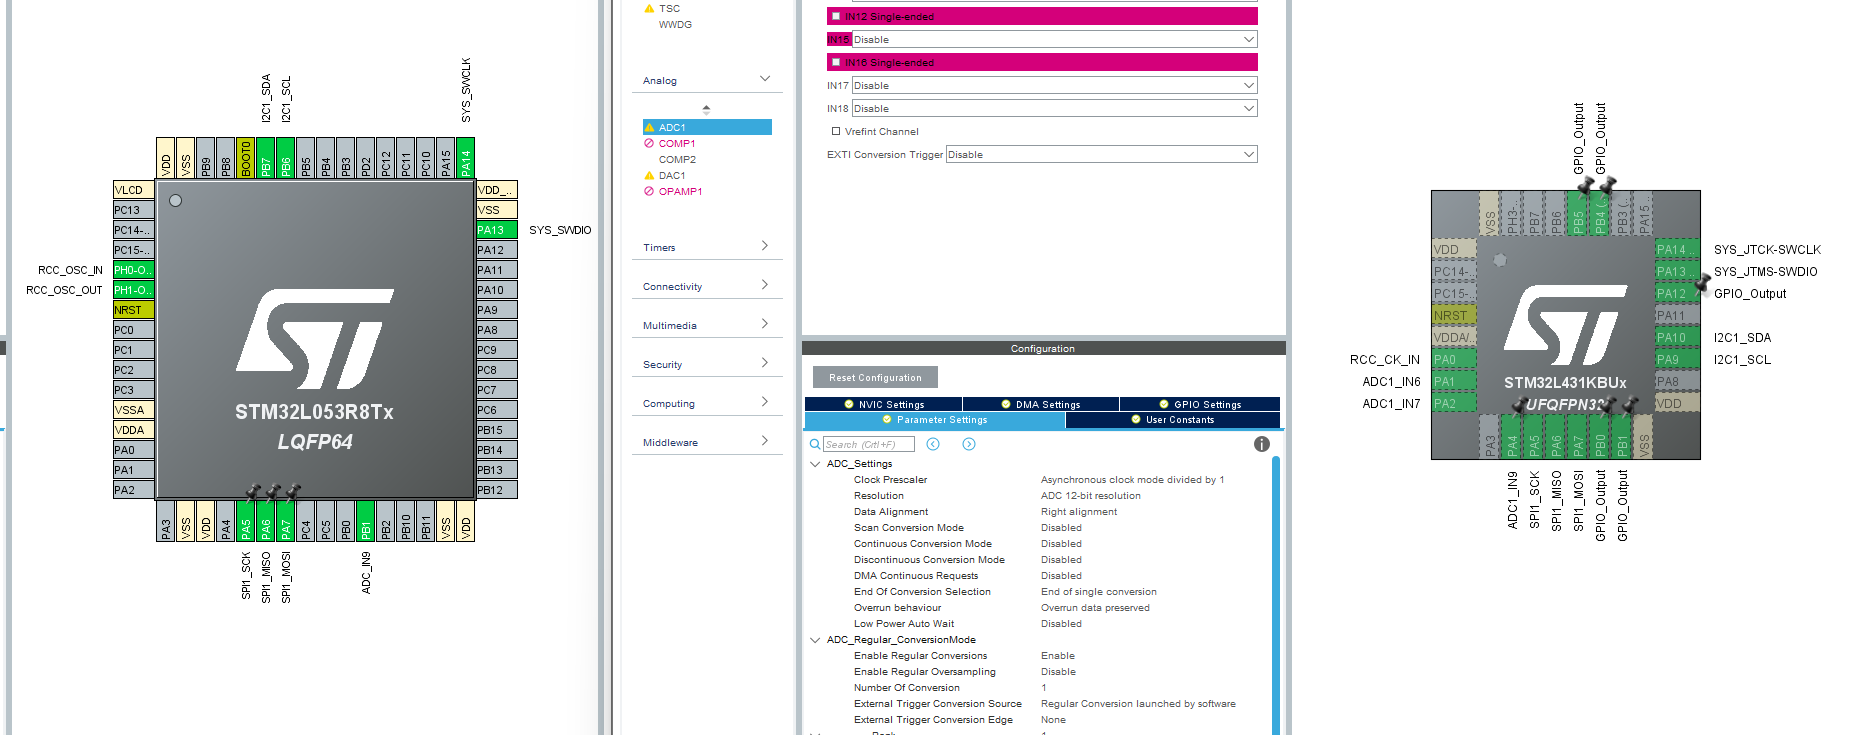 I2C1_SDA
I2C1_SCL
SYS_SWCLK
VDD
VSS
PB9
PB8
BOOT0
PB7
PB6
PB5
PB4
PB3
PD2
PC12
PC11
PC10
PA15
PA14
VLCD
PC13
PC14-..
PC15-..
RCC_OSC_IN PH0-O..
RCC_OSC_OUT PH1-O..
NRST
PC0
PC1
PC2
PC3
VSSA
VDDA
PA0
PA1
PA2
VDD_..
VSS
PA13 SYS_SWDIO
PA12
PA11
PA10
PA9
PA8
PC9
PC8
PC7
PC6
PB15
PB14
PB13
PB12
STM32L053R8Tx
LQFP64
PA3
VSS
VDD
PA4
PA5
PA6
PA7
PC4
PC5
PB0
PB1
PB2
PB10
PB11
VSS
VDD
SPI1_SCK
SPI1_MISO
SPI1_MOSI
ADC_IN9
TSC
WWDG
Analog
ADC1
COMP1
COMP2
DAC1
OPAMP1
Timers
Connectivity
Multimedia
Security
Computing
Middleware
IN12 Single-ended
IN15 Disable
IN16 Single-ended
IN17 Disable
IN18 Disable
Vrefint Channel
EXTI Conversion Trigger Disable
Configuration
Reset Configuration
NVIC Settings DMA Settings GPIO Settings
Parameter Settings User Constants
Search (Crtl+F)
ADC_Settings
Clock Prescaler Asynchronous clock mode divided by 1
Resolution ADC 12-bit resolution
Data Alignment Right alignment
Scan Conversion Mode Disabled
Continuous Conversion Mode Disabled
Discontinuous Conversion Mode Disabled
DMA Continuous Requests Disabled
End Of Conversion Selection End of single conversion
Overrun behaviour Overrun data preserved
Low Power Auto Wait Disabled
ADC_Regular_ConversionMode
Enable Regular Conversions Enable
Enable Regular Oversampling Disable
Number Of Conversion 1
External Trigger Conversion Source Regular Conversion launched by software
External Trigger Conversion Edge None
Rank 1
GPIO_Output
GPIO_Output
VSS
PH3-..
PB7
PB6
PB5
PB4 (..
PB3 (..
PA15 ..
VDD
PC14-..
PC15-..
NRST
VDDA/..
RCC_CK_IN PA0
ADC1_IN6 PA1
ADC1_IN7 PA2
PA14 .. SYS_JTCK-SWCLK
PA13 .. SYS_JTMS-SWDIO
PA12 GPIO_Output
PA11
PA10 I2C1_SDA
PA9 I2C1_SCL
PA8
VDD
STM32L431KBUx
UFQFPN32
PA3
PA4
PA5
PA6
PA7
PB0
PB1
VSS
ADC1_IN9
SPI1_SCK
SPI1_MISO
SPI1_MOSI
GPIO_Output
GPIO_Output